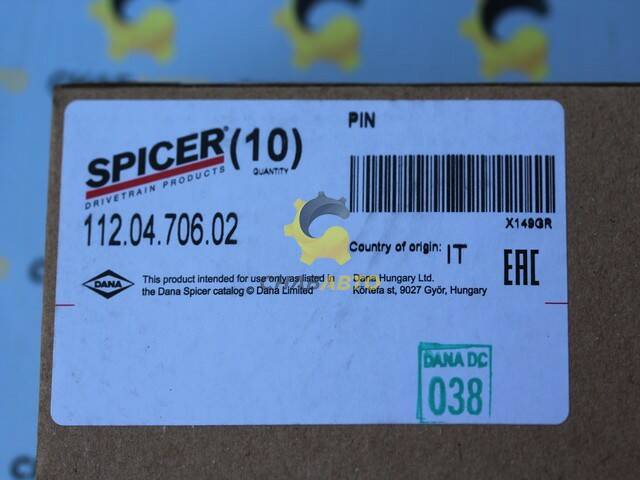 SPICER® (10)
DRIVETRAIN PRODUCTS
QUANTITY
112.04.706.02
PIN
X149GR
Country of origin: IT
EAC
DANA
This product intended for use only as listed in
the Dana Spicer catalog © Dana Limited
Dana Hungary Ltd.
Körtefa st, 9027 Győr, Hungary
СНАБАВТО
DANA DC
038